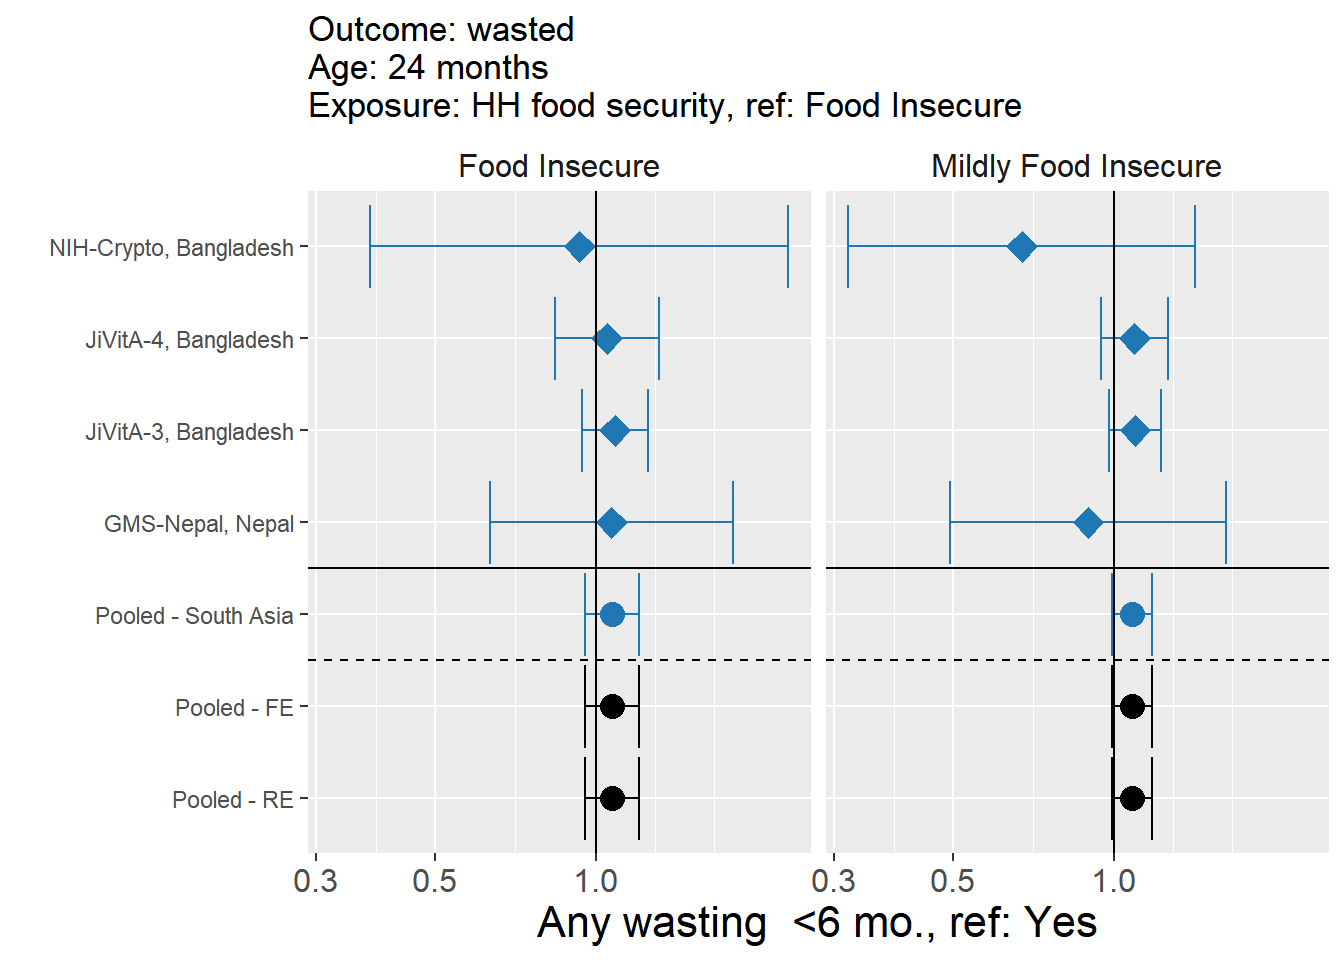 Outcome: wasted
Age: 24 months
Exposure: HH food security, ref: Food Insecure
Food Insecure
Mildly Food Insecure
NIH-Crypto, Bangladesh
JiVitA-4, Bangladesh
JiVitA-3, Bangladesh
GMS-Nepal, Nepal
Pooled - South Asia
Pooled - FE
Pooled - RE
0.3 0.5 1.0 0.3 0.5 1.0
Any wasting  <6 mo., ref: Yes